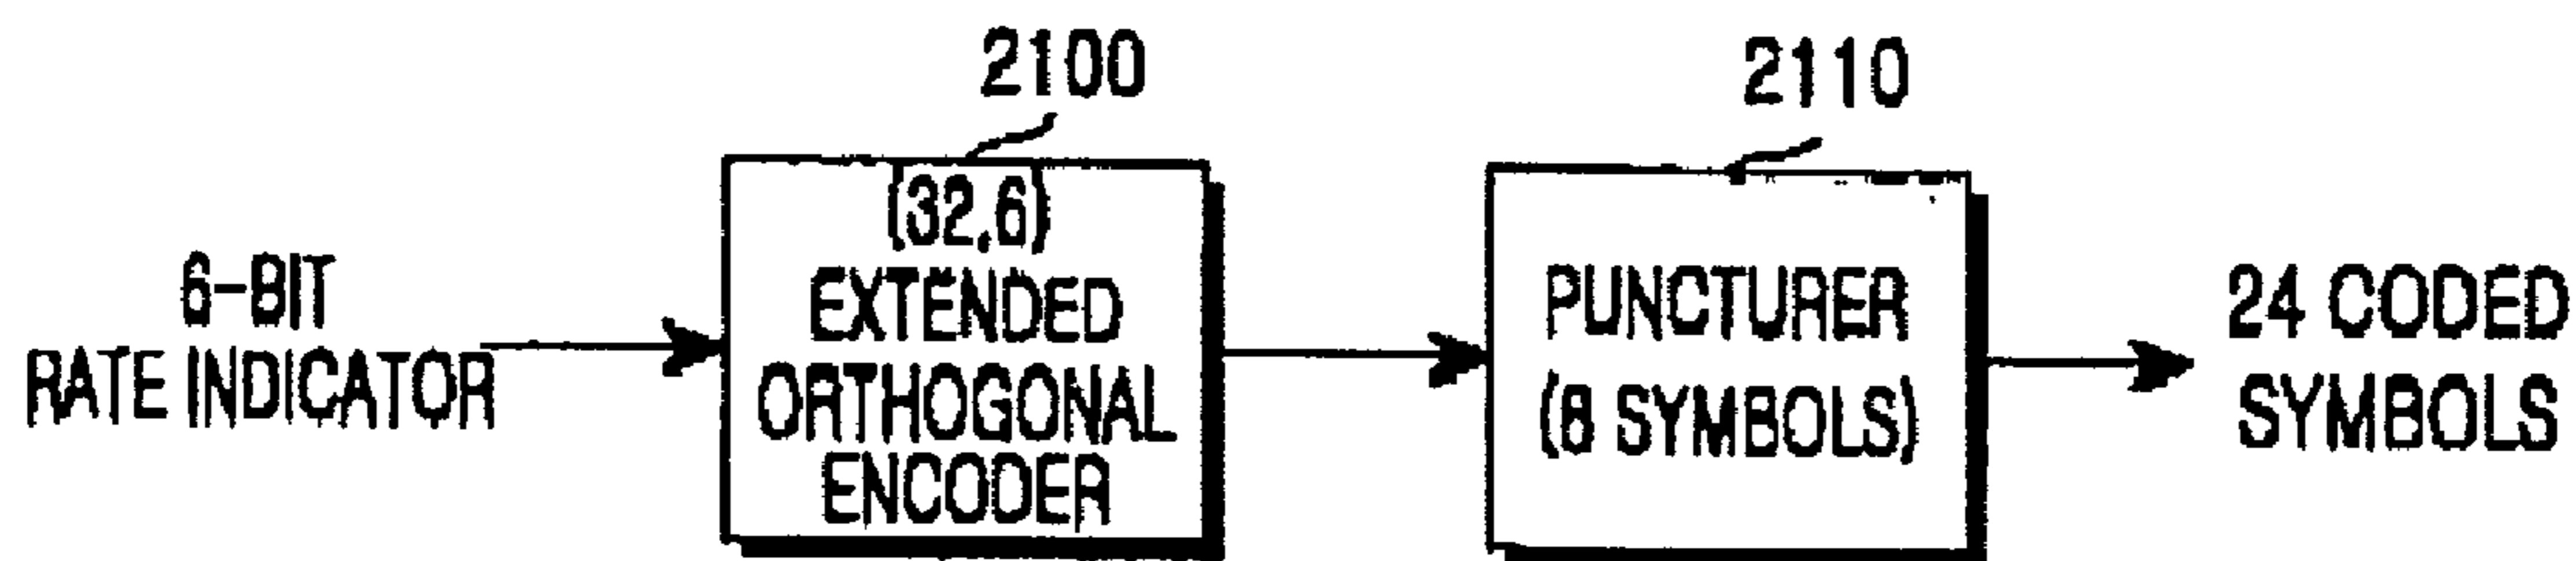 2100
2110
6-BIT
RATE INDICATOR
(32,6)
EXTENDED
ORTHOGONAL
ENCODER
PUNCTURER
(8 SYMBOLS)
24 CODED
SYMBOLS